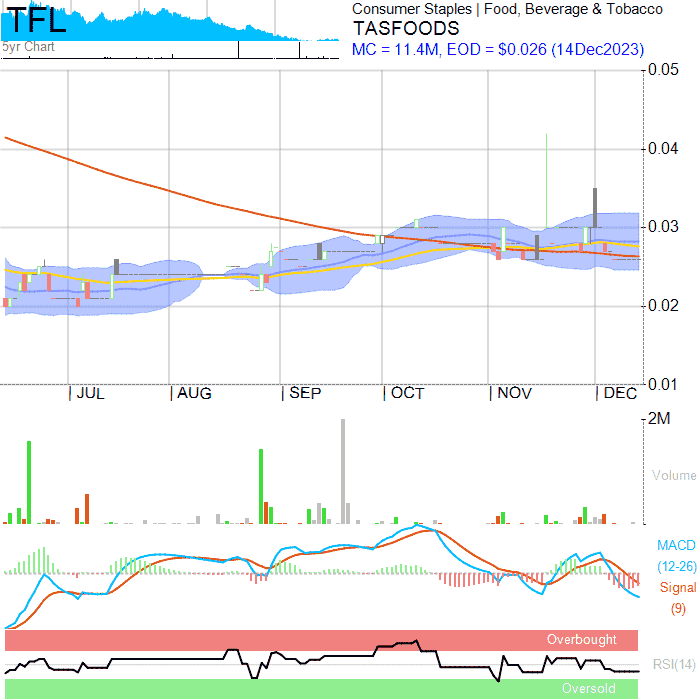 TFL
5yr Chart
Consumer Staples | Food, Beverage & Tobacco
TASFOODS
MC = 11.4M, EOD = $0.026 (14Dec2023)
0.05
0.04
0.03
0.02
0.01
JUL
AUG
SEP
OCT
NOV
DEC
2M
Volume
MACD
(12-26)
Signal
(9)
Overbought
RSI(14)
Oversold